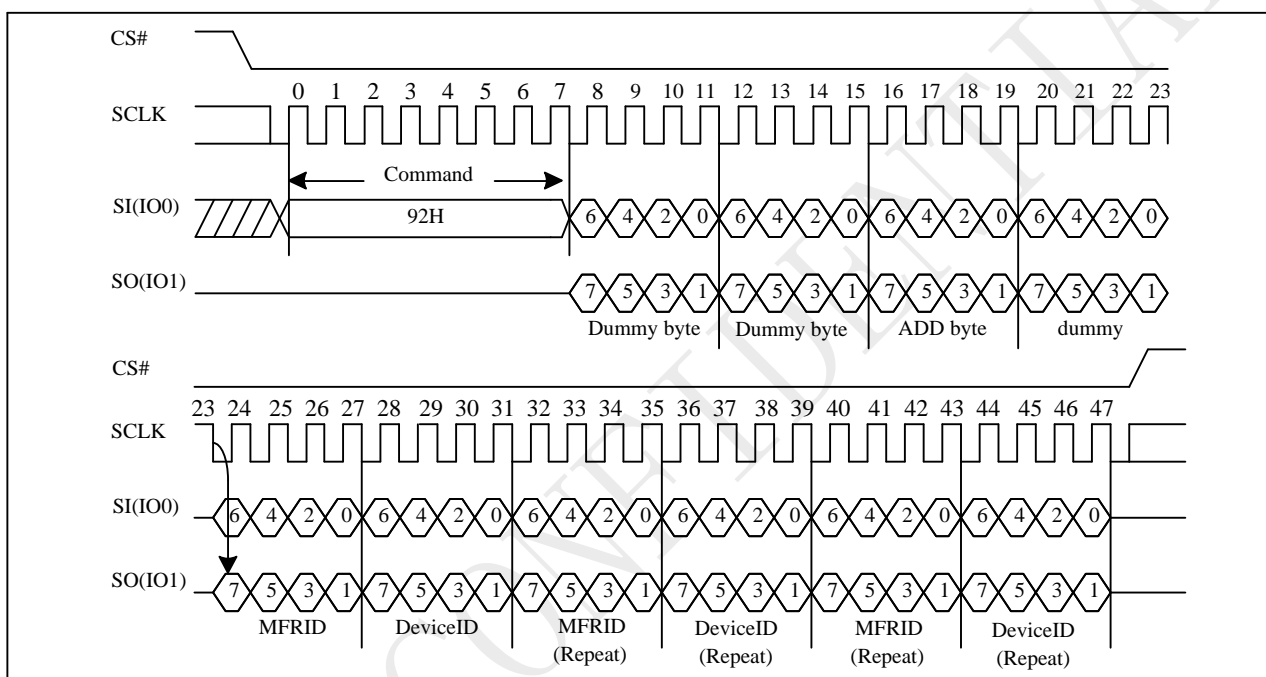 CS#
0 1 2 3 4 5 6 7 8 9 10 11 12 13 14 15 16 17 18 19 20 21 22 23
SCLK
Command
SI(IO0) 92H 6 4 2 0 6 4 2 0 6 4 2 0 6 4 2 0
SO(IO1) 7 5 3 1 7 5 3 1 7 5 3 1 7 5 3 1
Dummy byte Dummy byte ADD byte dummy
CS#
23 24 25 26 27 28 29 30 31 32 33 34 35 36 37 38 39 40 41 42 43 44 45 46 47
SCLK
SI(IO0) 6 4 2 0 6 4 2 0 6 4 2 0 6 4 2 0 6 4 2 0 6 4 2 0
SO(IO1) 7 5 3 1 7 5 3 1 7 5 3 1 7 5 3 1 7 5 3 1 7 5 3 1
MFRID DeviceID MFRID DeviceID MFRID DeviceID
(Repeat) (Repeat) (Repeat) (Repeat)
CONFIDENTIA